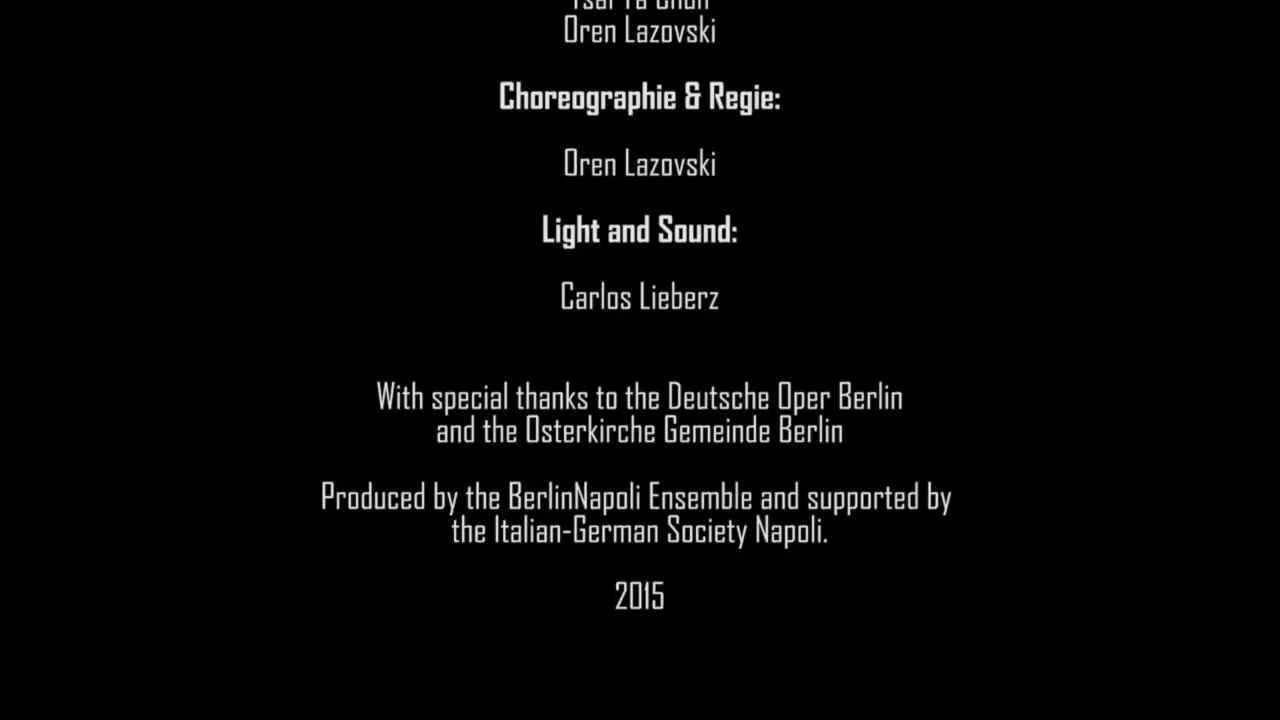 Oren Lazovski
Choreographie & Regie:
Oren Lazovski
Light and Sound:
Carlos Lieberz
With special thanks to the Deutsche Oper Berlin
and the Osterkirche Gemeinde Berlin
Produced by the BerlinNapoli Ensemble and supported by
the Italian-German Society Napoli.
2015